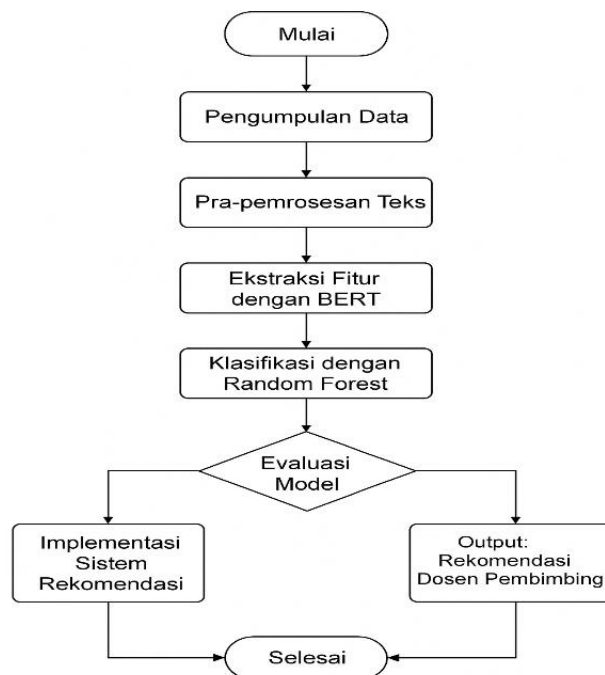 Mulai
Pengumpulan Data
Pra-pemrosesan Teks
Ekstraksi Fitur
dengan BERT
Klasifikasi dengan
Random Forest
Evaluasi
Model
Implementasi
Sistem
Rekomendasi
Output:
Rekomendasi
Dosen Pembimbing
Selesai